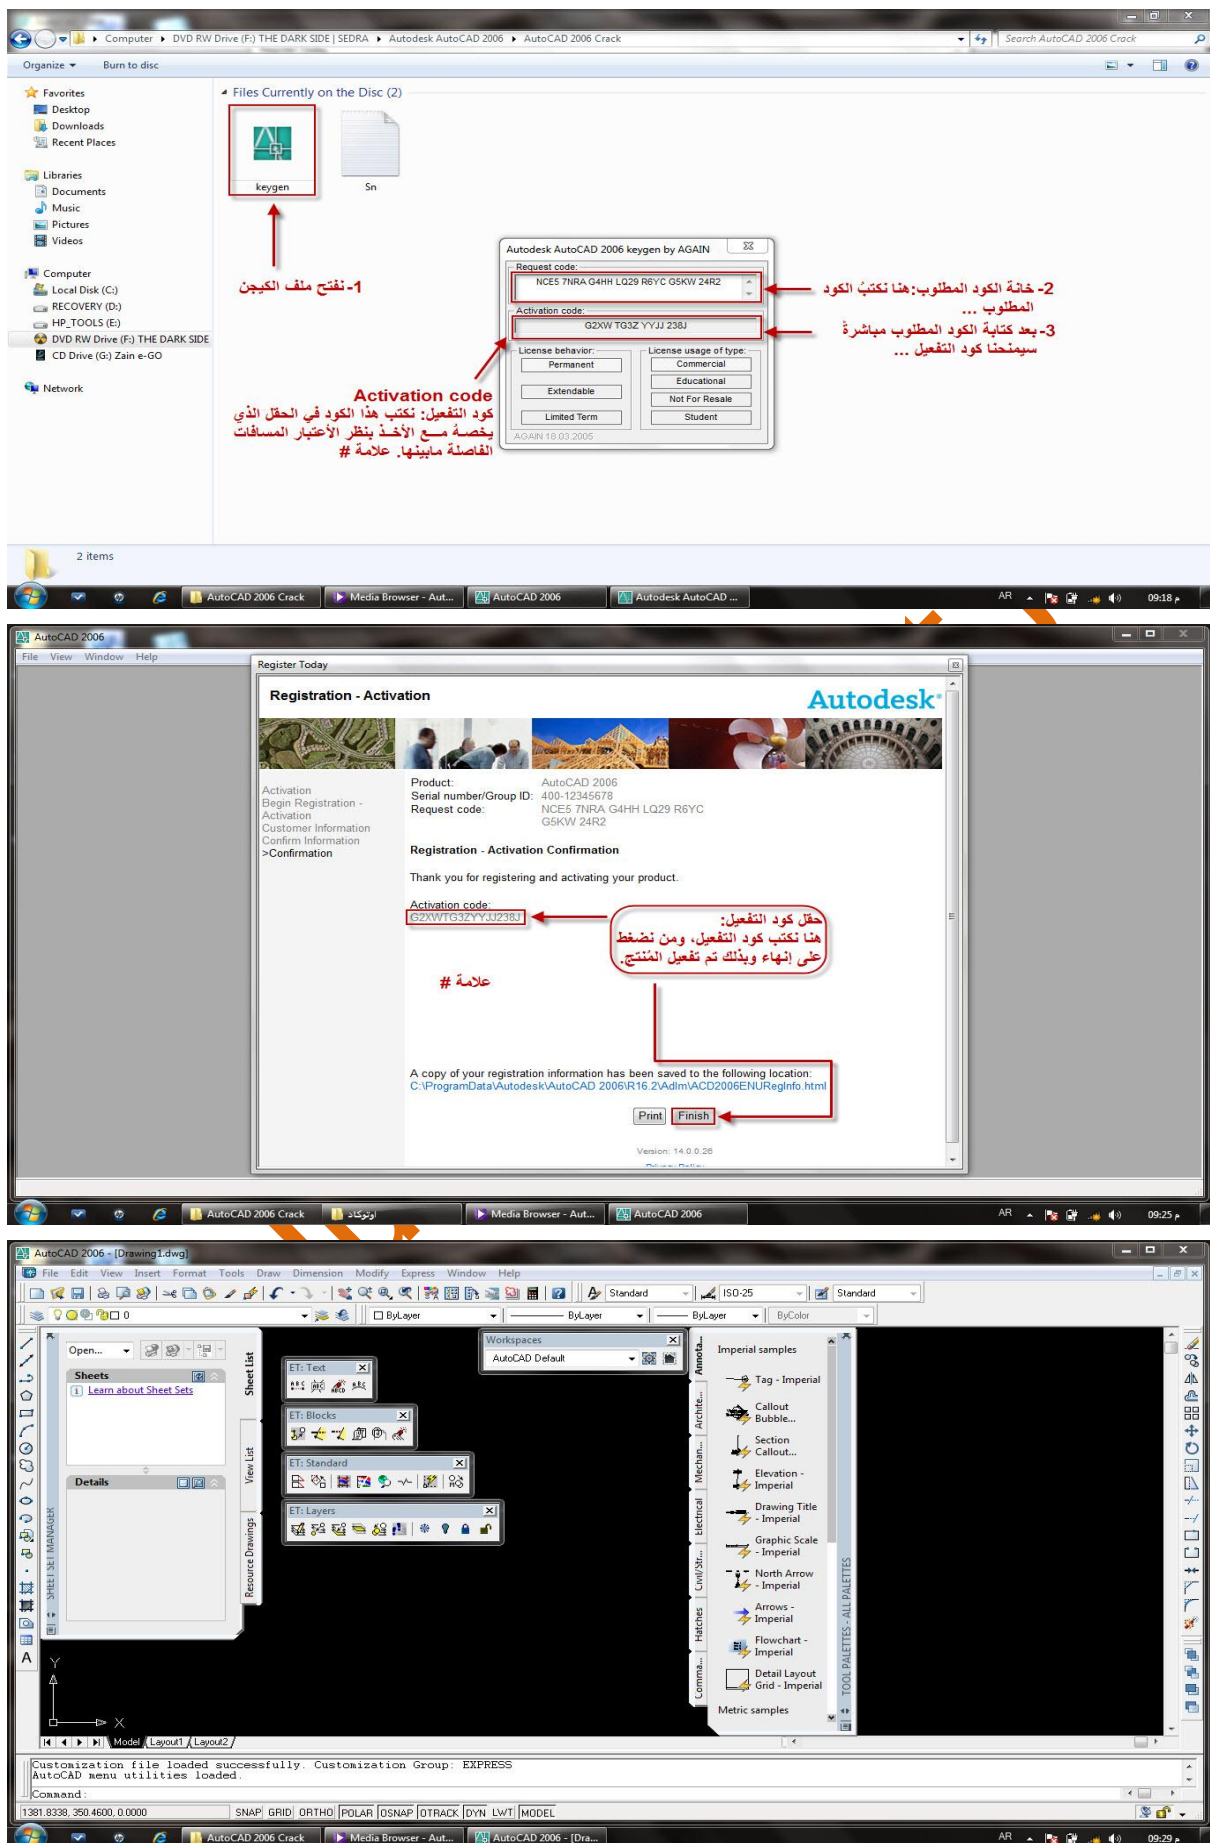 Computer ▸ DVD RW Drive (F:) THE DARK SIDE | SEDRA ▸ Autodesk AutoCAD 2006 ▸ AutoCAD 2006 Crack
Search AutoCAD 2006 Crack
Organize
Burn to disc
Favorites
Desktop
Downloads
Recent Places
Libraries
Documents
Music
Pictures
Videos
Computer
Local Disk (C:)
RECOVERY (D:)
HP_TOOLS (E:)
DVD RW Drive (F:) THE DARK SIDE
CD Drive (G:) Zain e-GO
Network
Files Currently on the Disc (2)
keygen
Sn
1- نفتح ملف الكيجن
Autodesk AutoCAD 2006 keygen by AGAIN
Request code:
NCE5 7NRA G4HH LQ29 R6YC G5KW 24R2
Activation code:
G2XW TG3Z YYJJ 238J
License behavior:
License usage of type:
Permanent
Commercial
Extendable
Educational
Not For Resale
Limited Term
Student
AGAIN 18.03.2005
2- خانة الكود المطلوب:هنا نكتبُ الكود
المطلوب ...
3- بعد كتابة الكود المطلوب مباشرةً
سيمنحنا كود التفعيل ...
Activation code
كود التفعيل: نكتب هذا الكود في الحقل الذي
يخصهُ مـع الأخـذ بنظر الأعتبار المسافات
الفاصلة مابينها. علامة #
2 items
AutoCAD 2006 Crack
Media Browser - Aut...
AutoCAD 2006
Autodesk AutoCAD ...
AR
09:18 م
AutoCAD 2006
File View Window Help
Register Today
Registration - Activation
Autodesk
Activation
Begin Registration -
Activation
Customer Information
Confirm Information
>Confirmation
Product: AutoCAD 2006
Serial number/Group ID: 400-12345678
Request code: NCE5 7NRA G4HH LQ29 R6YC
G5KW 24R2
Registration - Activation Confirmation
Thank you for registering and activating your product.
Activation code:
G2XWTG3ZYYJJ238J
حقل كود التفعيل:
هنا نكتب كود التفعيل، ومن نضغط
على إنهاء وبذلك تم تفعيل المُنتج.
علامة #
A copy of your registration information has been saved to the following location:
C:\ProgramData\Autodesk\AutoCAD 2006\R16.2\Adlm\ACD2006ENURegInfo.html
Print
Finish
Version: 14.0.0.26
Privacy Policy
AutoCAD 2006 Crack
اوتوكاد
Media Browser - Aut...
AutoCAD 2006
AR
09:25 م
AutoCAD 2006 - [Drawing1.dwg]
File Edit View Insert Format Tools Draw Dimension Modify Express Window Help
Standard
ISO-25
Standard
0
ByLayer
ByLayer
ByLayer
ByColor
Open...
Sheets
Learn about Sheet Sets
Details
SHEET SET MANAGER
Sheet List
View List
Resource Drawings
ET: Text
ET: Blocks
ET: Standard
ET: Layers
Workspaces
AutoCAD Default
Annota...
Archite...
Mechan...
Electrical
Civil/Str...
Hatches
Comma...
Imperial samples
Tag - Imperial
Callout
Bubble...
Section
Callout...
Elevation -
Imperial
Drawing Title
- Imperial
Graphic Scale
- Imperial
North Arrow
- Imperial
Arrows -
Imperial
Flowchart -
Imperial
Detail Layout
Grid - Imperial
Metric samples
TOOL PALETTES - ALL PALETTES
A
Y
X
Model Layout1 Layout2
Customization file loaded successfully. Customization Group: EXPRESS
AutoCAD menu utilities loaded.
Command:
1381.8338, 350.4600, 0.0000
SNAP GRID ORTHO POLAR OSNAP OTRACK DYN LWT MODEL
AutoCAD 2006 Crack
Media Browser - Aut...
AutoCAD 2006 - [Dra...
AR
09:29 م